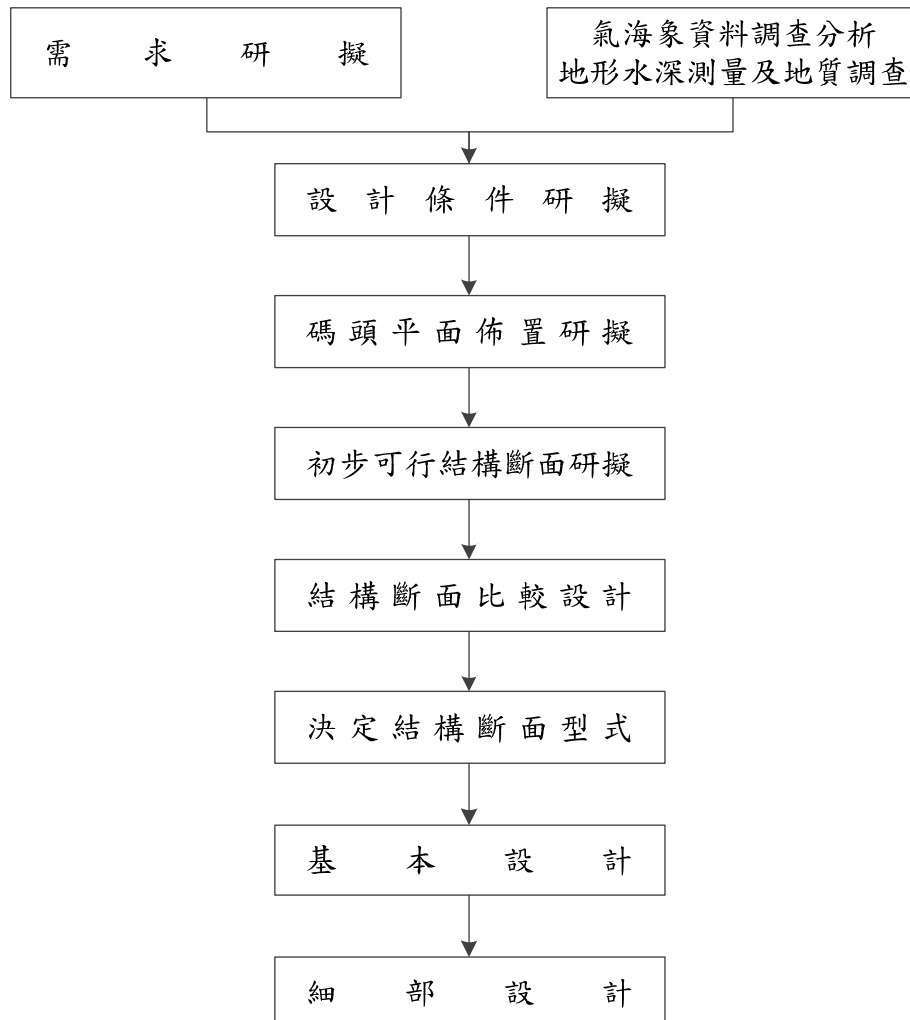 需求研擬
氣海象資料調查分析
地形水深測量及地質調查
設計條件研擬
碼頭平面佈置研擬
初步可行結構斷面研擬
結構斷面比較設計
決定結構斷面型式
基本設計
細部設計